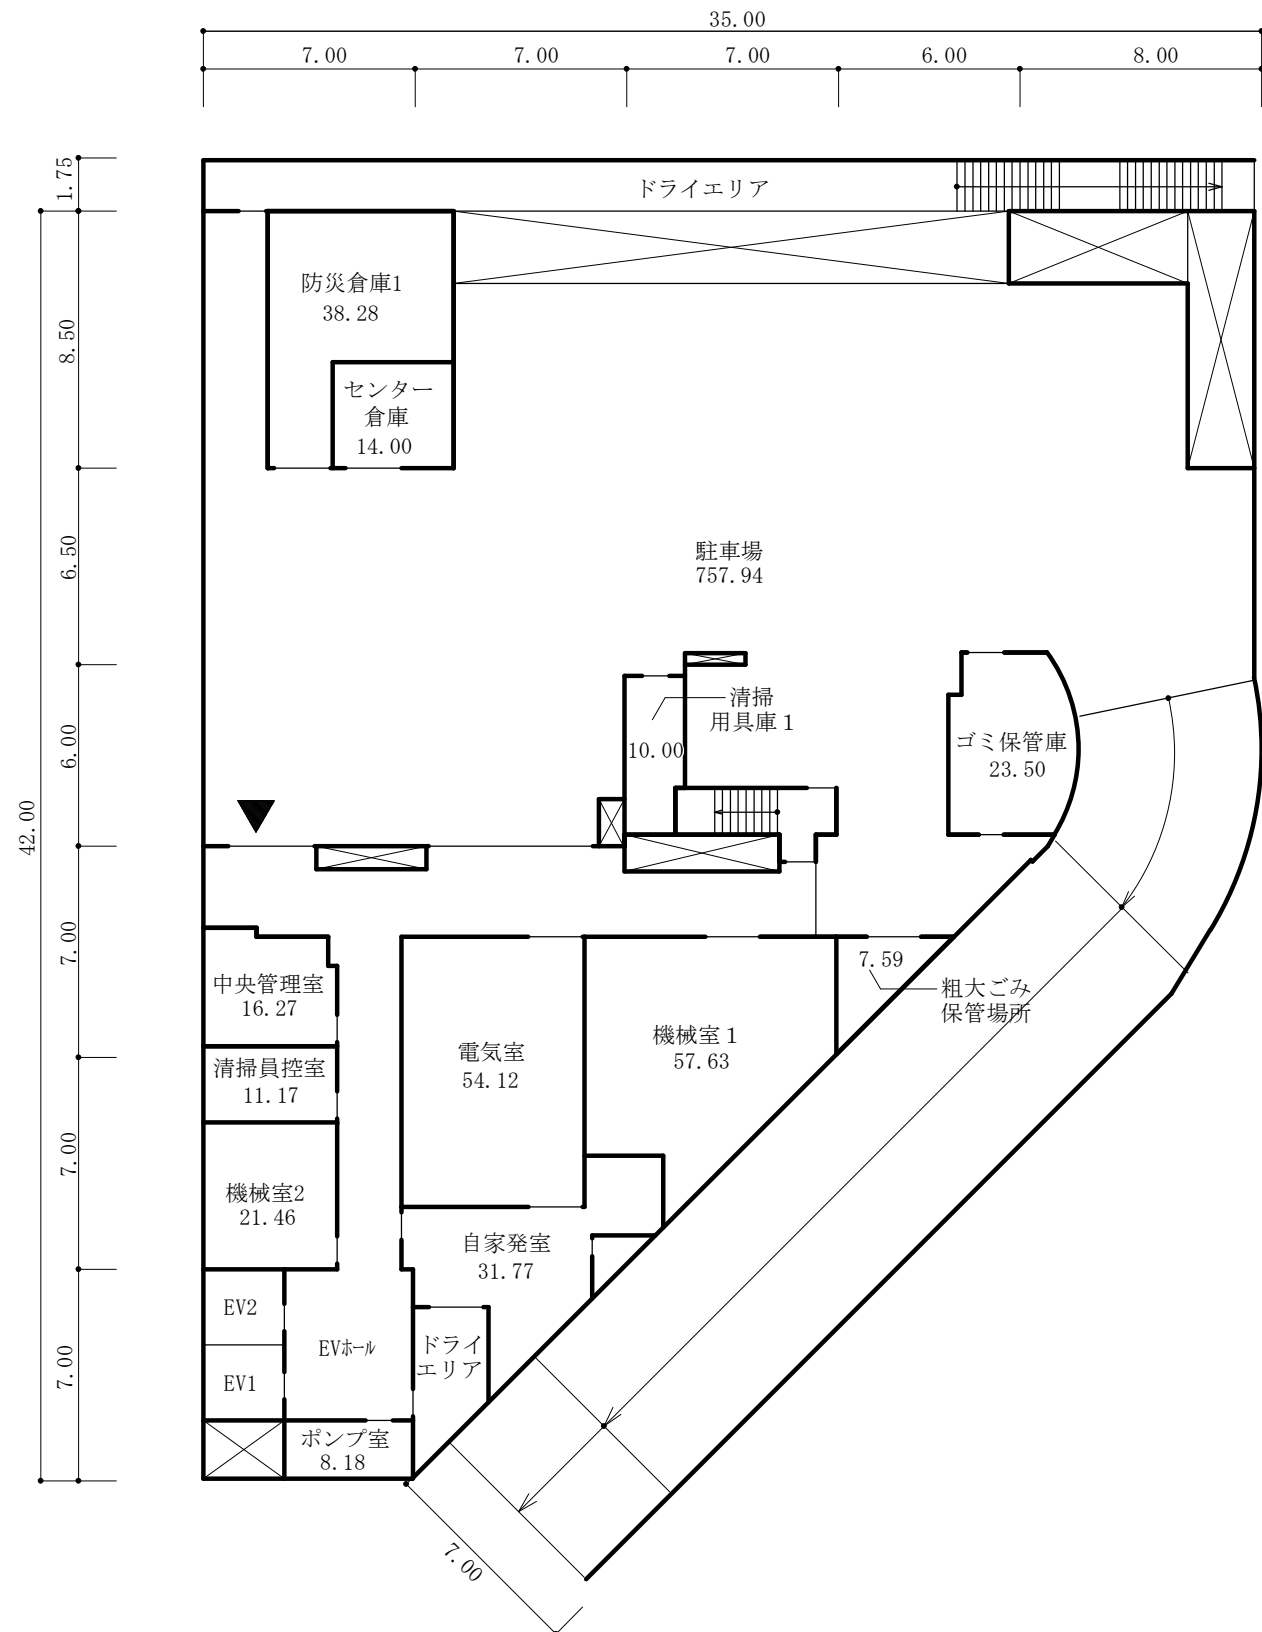 35.00
7.00
7.00
7.00
6.00
8.00
1.75
ドライエリア
防災倉庫1
38.28
8.50
センター
倉庫
14.00
6.50
駐車場
757.94
清掃
用具庫１
10.00
ゴミ保管庫
23.50
6.00
42.00
7.00
7.59
粗大ごみ
保管場所
中央管理室
16.27
機械室１
57.63
電気室
54.12
清掃員控室
11.17
7.00
機械室2
21.46
自家発室
31.77
EV2
EVホール
ドライ
エリア
EV1
7.00
ポンプ室
8.18
7.00